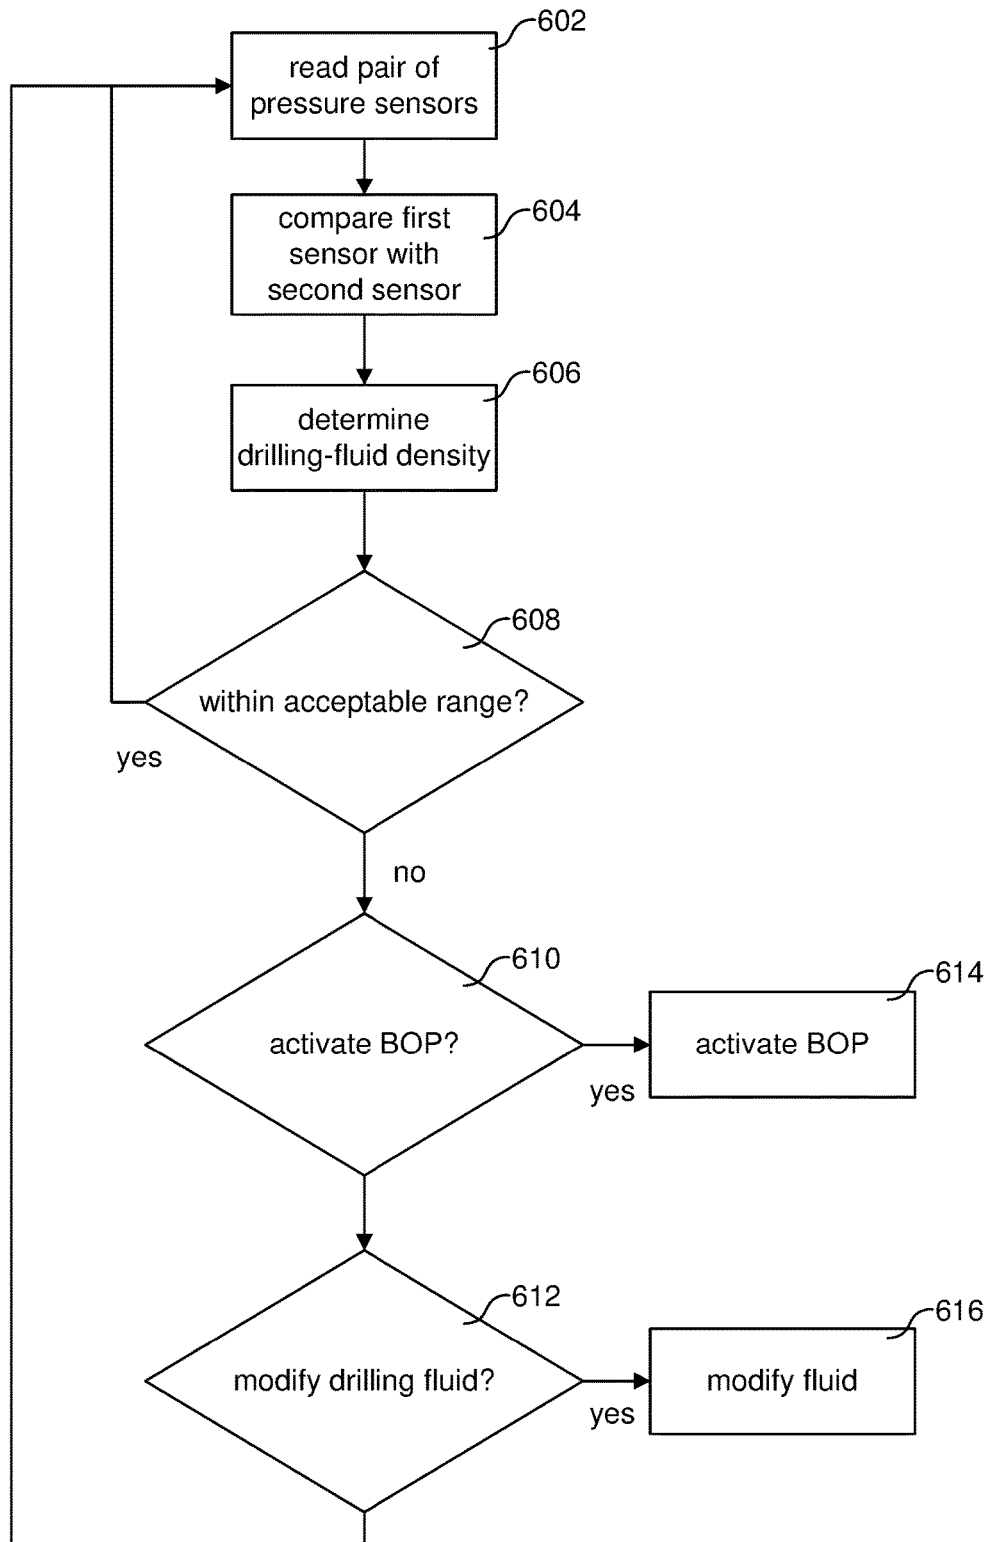 602
read pair of
pressure sensors
604
compare first
sensor with
second sensor
606
determine
drilling-fluid density
608
within acceptable range?
yes
no
610
activate BOP?
yes
614
activate BOP
612
modify drilling fluid?
yes
616
modify fluid